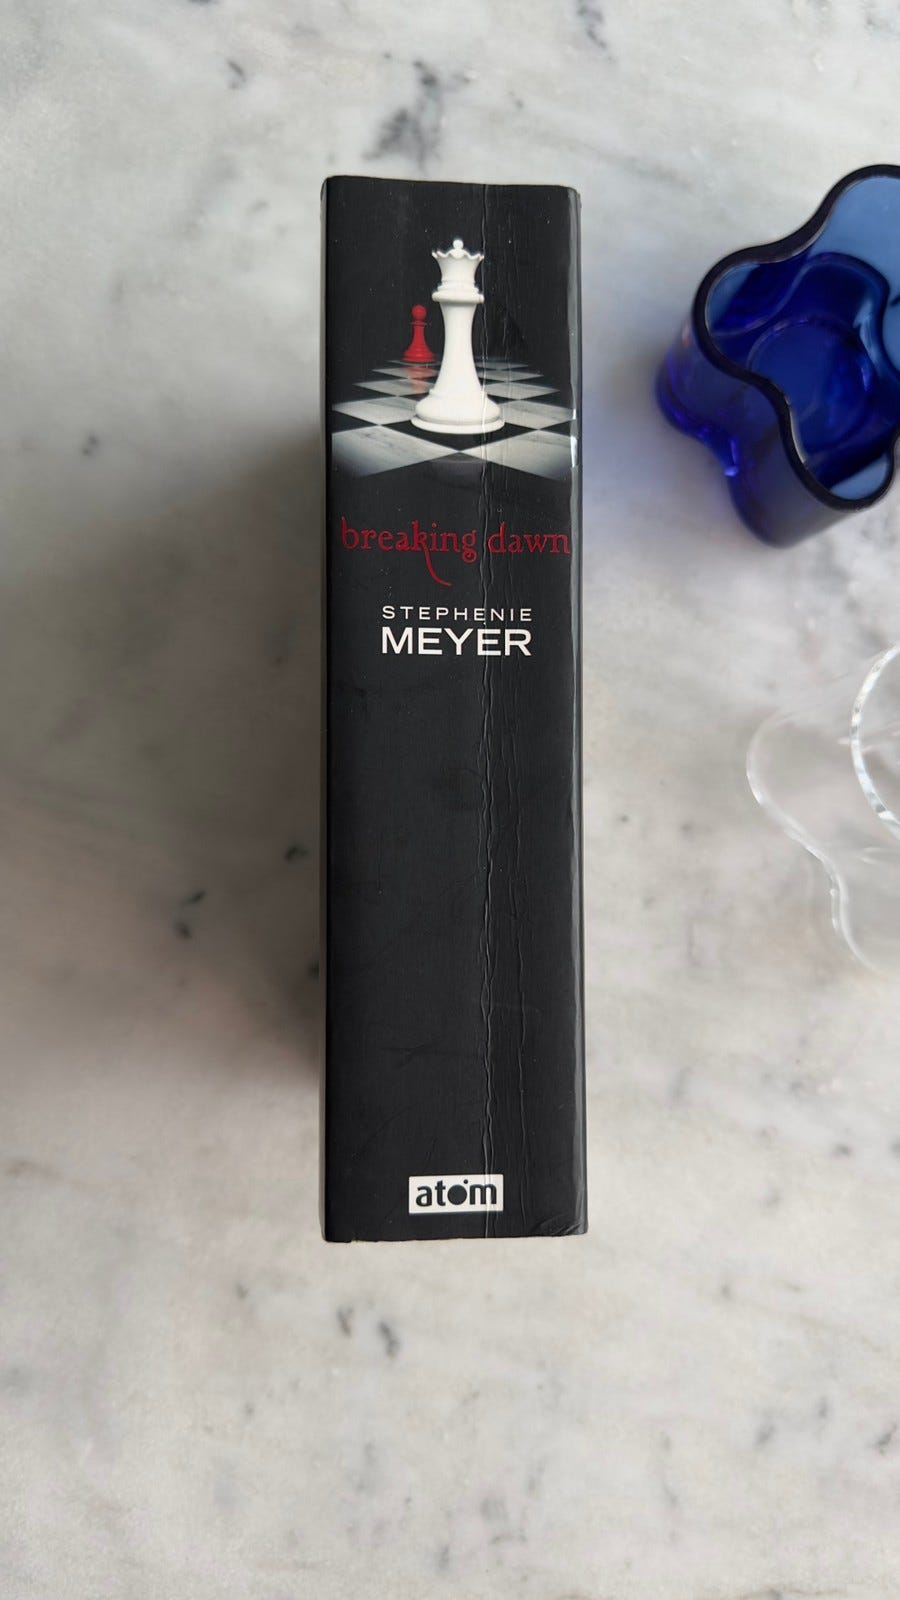 breaking dawn
STEPHENIE
MEYER
atom